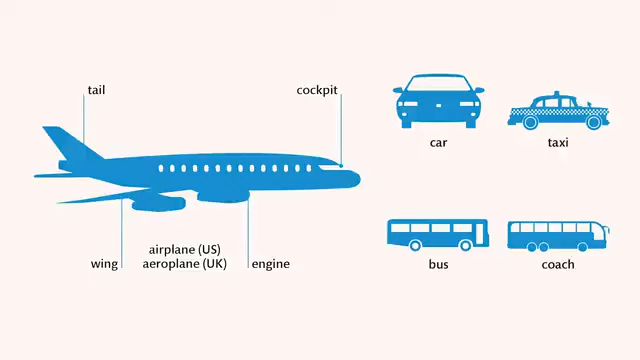 tail
cockpit
wing
airplane (US)
aeroplane (UK)
engine
car
taxi
bus
coach